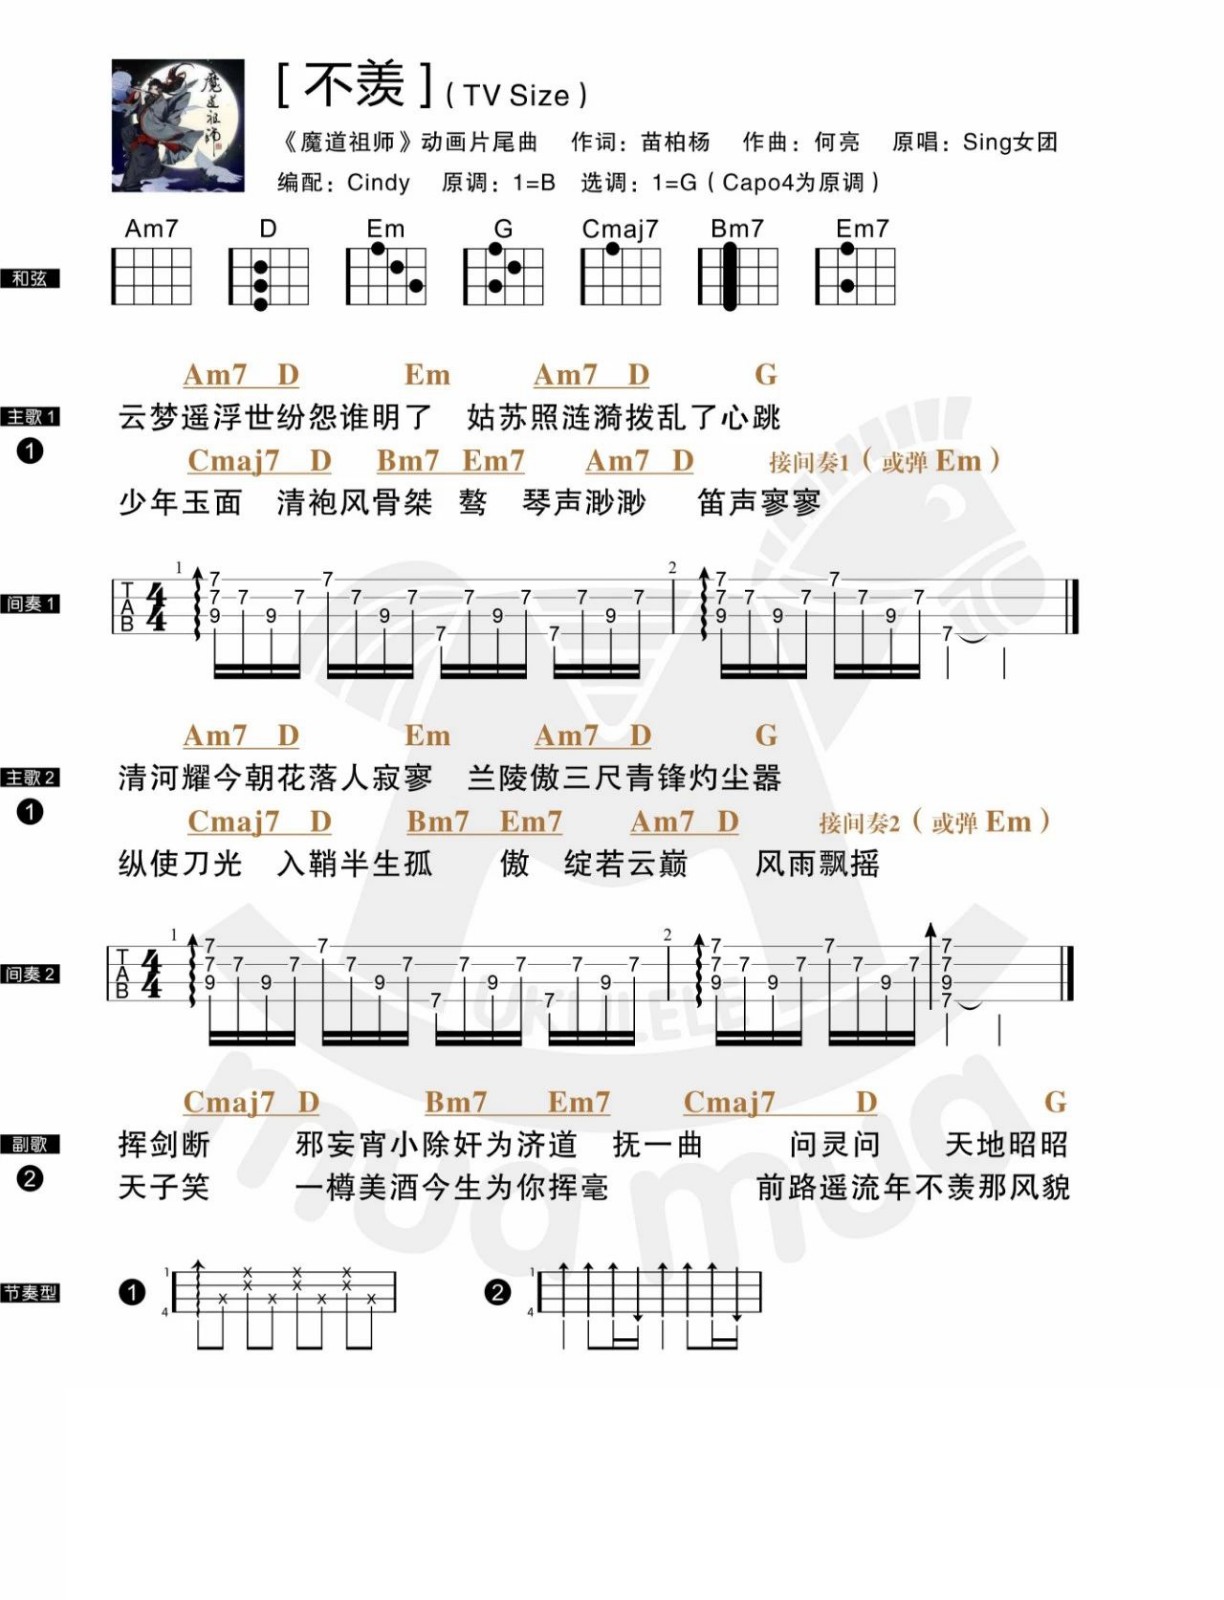 魔道祖师
[ 不羡 ] ( TV Size )
《魔道祖师》动画片尾曲 作词：苗柏杨 作曲：何亮 原唱：Sing女团
编配：Cindy 原调：1=B 选调：1=G（Capo4为原调）
Am7 D Em G Cmaj7 Bm7 Em7
和弦
Am7 D Em Am7 D G
主歌1 云梦遥浮世纷怨谁明了 姑苏照涟漪拨乱了心跳
1
Cmaj7 D Bm7 Em7 Am7 D 接间奏1（或弹 Em）
少年玉面 清袍风骨桀 骜 琴声渺渺 笛声寥寥
1 2
间奏1 TAB 4/4 7 7 9 7 9 7 7 7 9 7 7 7 9 7 7 7 9 7 7 7 9 7 9 7 7 7 9 7 7
Am7 D Em Am7 D G
主歌2 清河耀今朝花落人寂寥 兰陵傲三尺青锋灼尘嚣
1
Cmaj7 D Bm7 Em7 Am7 D 接间奏2（或弹 Em）
纵使刀光 入鞘半生孤 傲 绽若云巅 风雨飘摇
1 2
间奏2 TAB 4/4 7 7 9 7 9 7 7 7 9 7 7 7 9 7 7 7 9 7 7 7 9 7 9 7 7 7 9 7 7 7 9 7
UKULELE
Cmaj7 D Bm7 Em7 Cmaj7 D G
副歌 挥剑断 邪妄宵小除奸为济道 抚一曲 问灵问 天地昭昭
2 天子笑 一樽美酒今生为你挥毫 前路遥流年不羡那风貌
mua mua
节奏型 1 1 4 x x x x x x x x x x 2 1 4